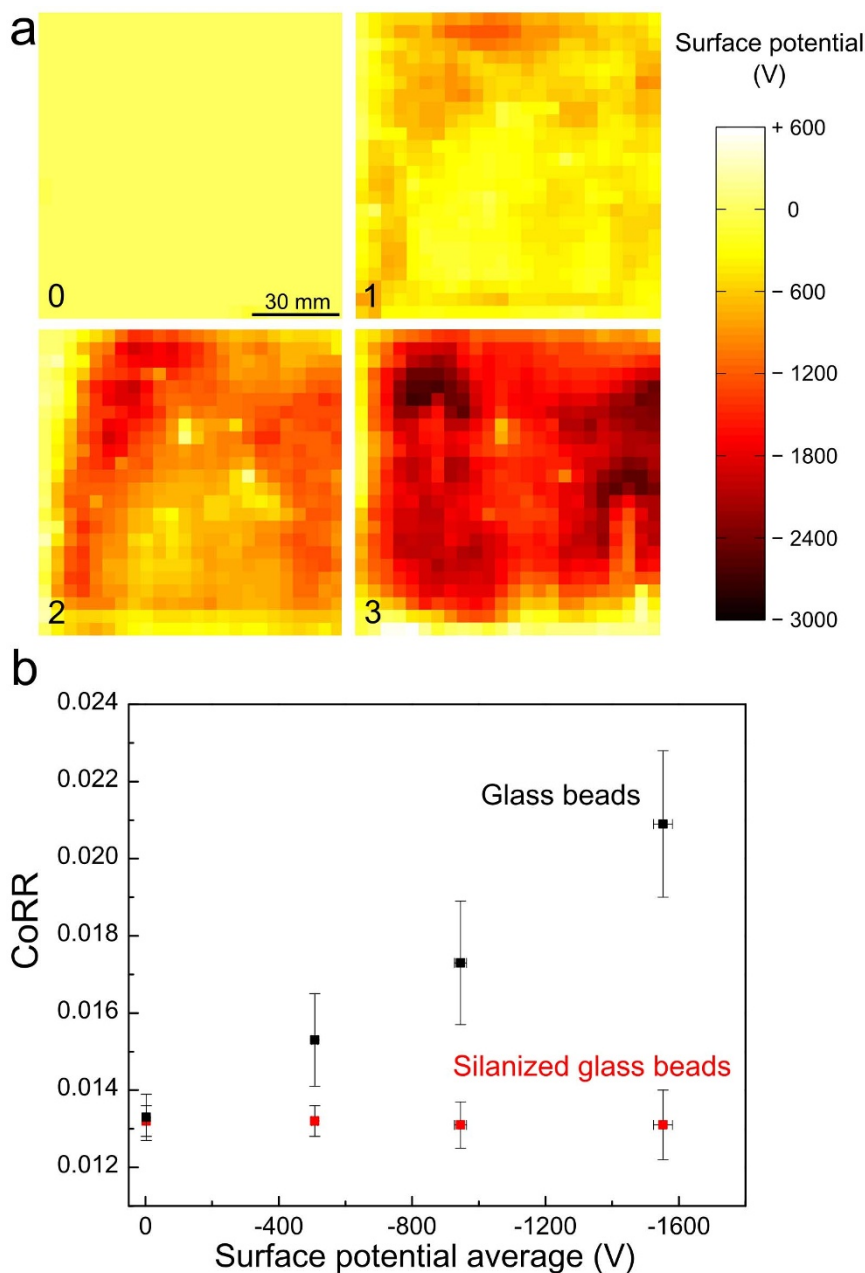 a
Surface potential
(V)
+ 600
0
− 600
− 1200
− 1800
− 2400
− 3000
0
30 mm
1
2
3
b
0.024
0.022
0.020
0.018
0.016
0.014
0.012
CoRR
Glass beads
Silanized glass beads
0
-400
-800
-1200
-1600
Surface potential average (V)